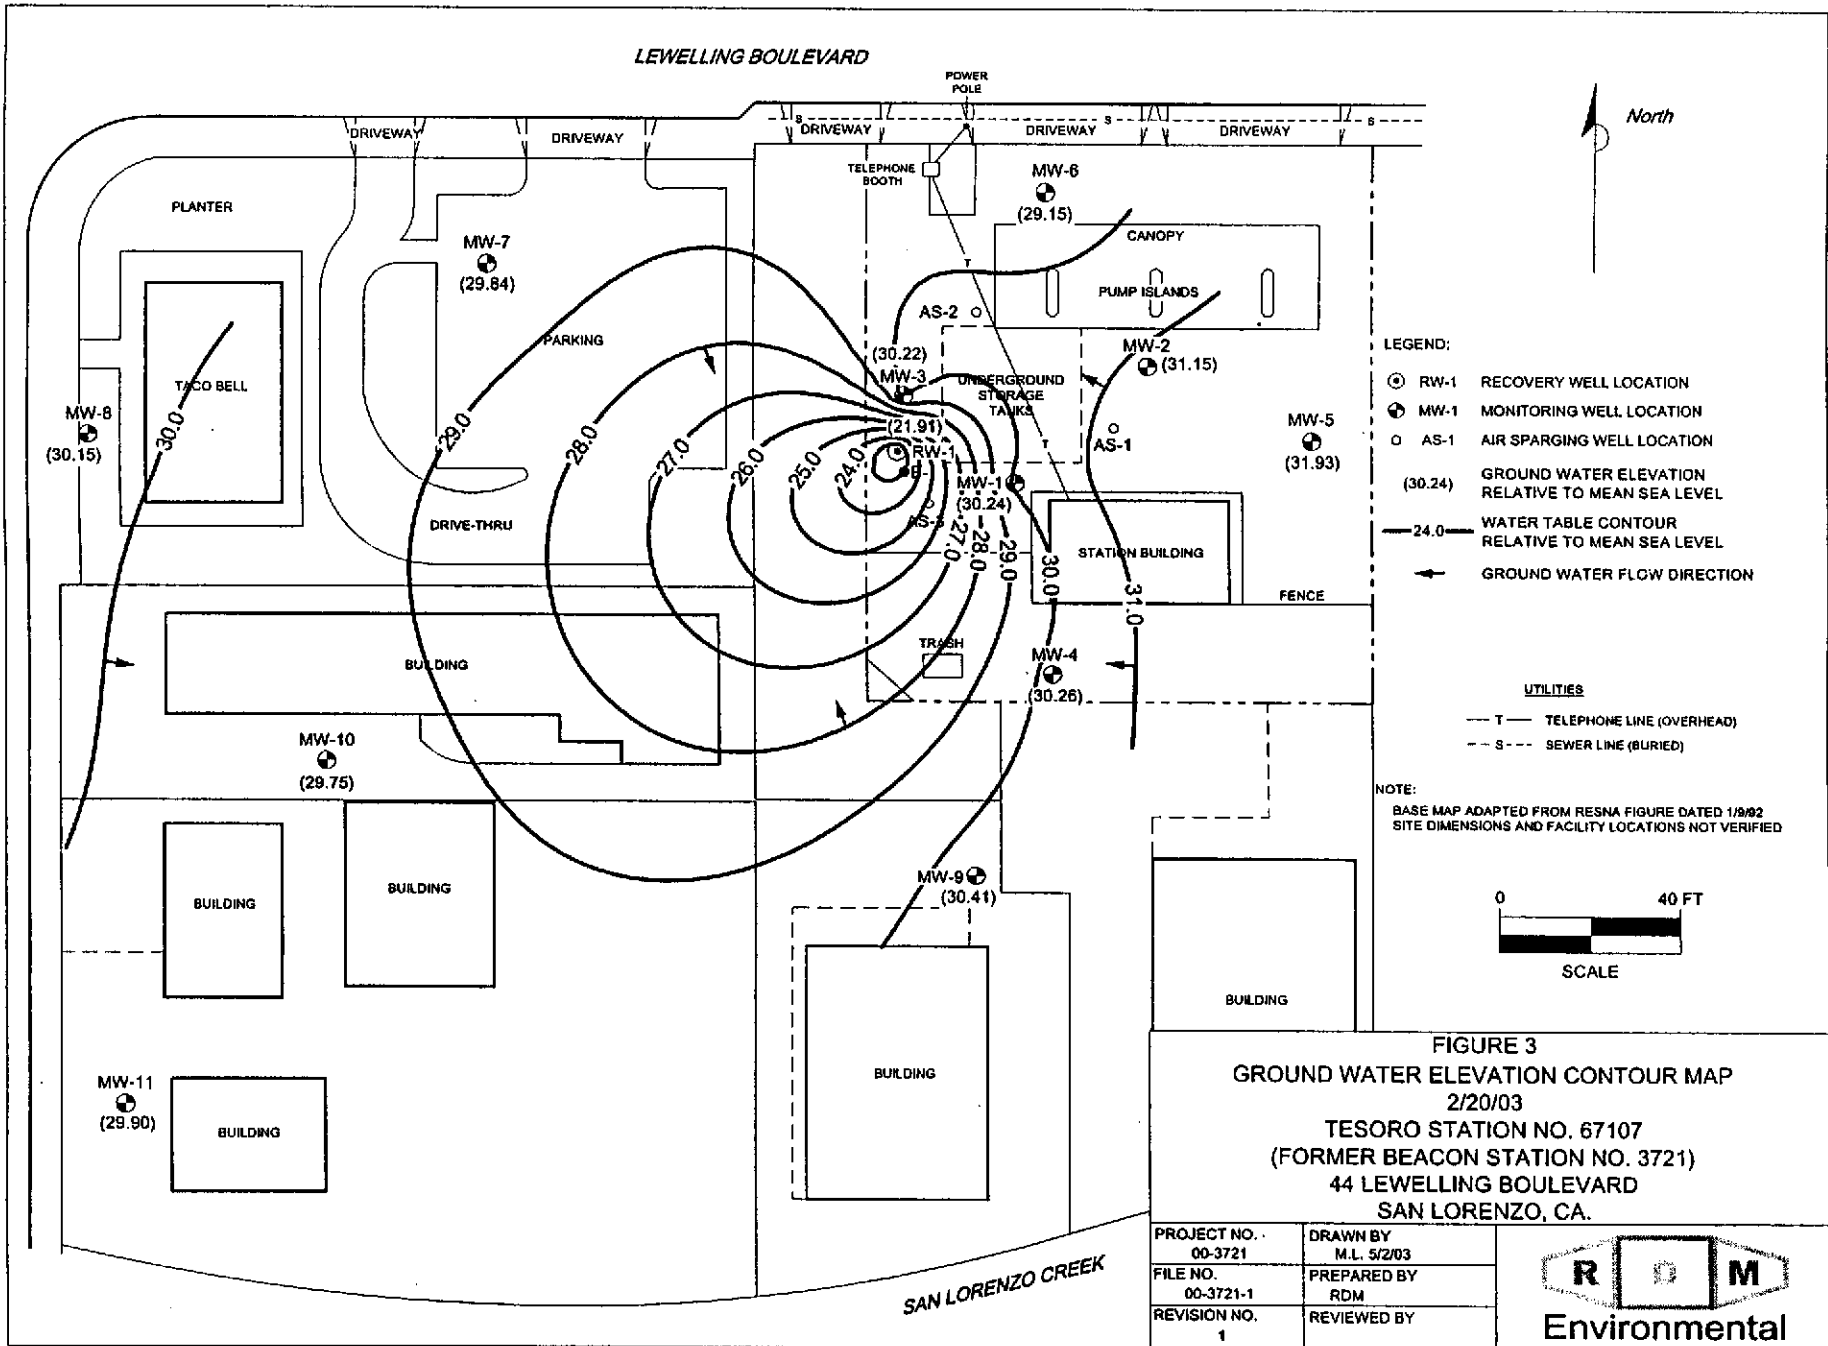 LEWELLING BOULEVARD
POWER
POLE
North
S
S
S
DRIVEWAY
DRIVEWAY
DRIVEWAY
DRIVEWAY
DRIVEWAY
TELEPHONE
BOOTH
MW-6
(29.15)
PLANTER
CANOPY
MW-7
(29.84)
T
PUMP ISLANDS
AS-2
PARKING
(30.22)
MW-3
MW-2
(31.15)
UNDERGROUND
STORAGE
TANKS
TACO BELL
MW-8
(30.15)
30.0
29.0
28.0
27.0
26.0
25.0
24.0
(21.91)
RW-1
T
AS-1
MW-5
(31.93)
MW-1
(30.24)
DRIVE-THRU
27.0
28.0
29.0
30.0
31.0
STATION BUILDING
FENCE
BUILDING
TRASH
MW-4
(30.26)
MW-10
(29.75)
MW-9
(30.41)
BUILDING
BUILDING
BUILDING
BUILDING
MW-11
(29.90)
BUILDING
SAN LORENZO CREEK
LEGEND:
RW-1 RECOVERY WELL LOCATION
MW-1 MONITORING WELL LOCATION
AS-1 AIR SPARGING WELL LOCATION
(30.24) GROUND WATER ELEVATION
RELATIVE TO MEAN SEA LEVEL
24.0 WATER TABLE CONTOUR
RELATIVE TO MEAN SEA LEVEL
GROUND WATER FLOW DIRECTION
UTILITIES
T TELEPHONE LINE (OVERHEAD)
S SEWER LINE (BURIED)
NOTE:
BASE MAP ADAPTED FROM RESNA FIGURE DATED 1/9/92
SITE DIMENSIONS AND FACILITY LOCATIONS NOT VERIFIED
0 40 FT
SCALE
FIGURE 3
GROUND WATER ELEVATION CONTOUR MAP
2/20/03
TESORO STATION NO. 67107
(FORMER BEACON STATION NO. 3721)
44 LEWELLING BOULEVARD
SAN LORENZO, CA.
PROJECT NO.
00-3721
DRAWN BY
M.L. 5/2/03
FILE NO.
00-3721-1
PREPARED BY
RDM
REVISION NO.
1
REVIEWED BY
R D M
Environmental